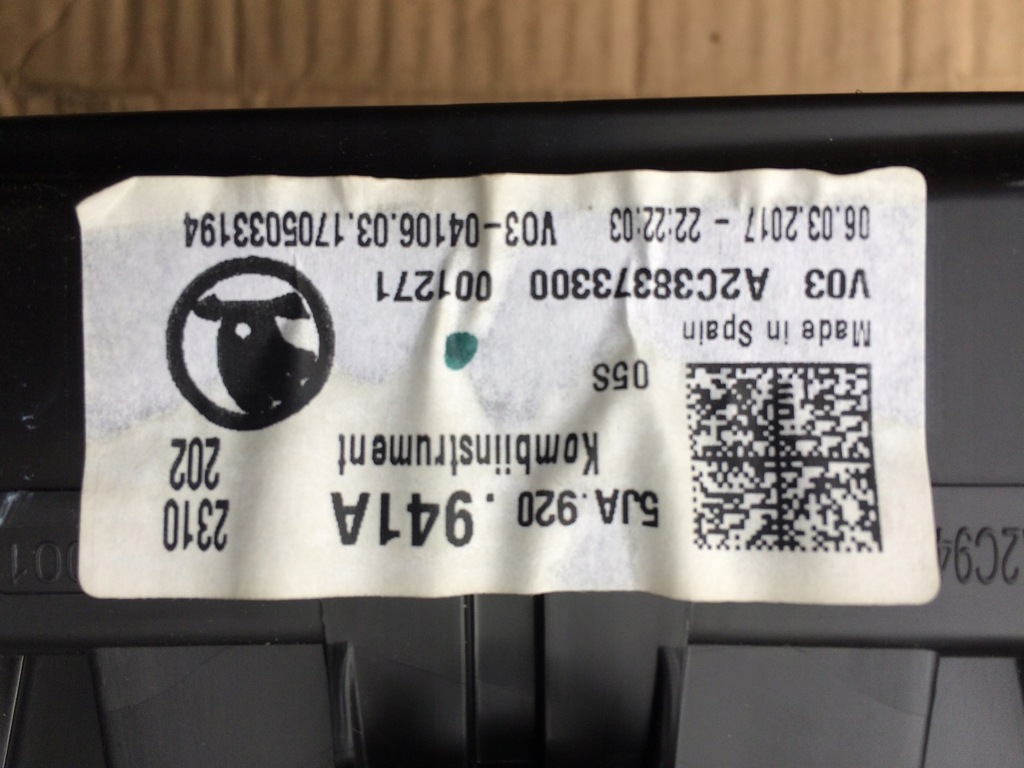 5JA.920 .941A 2310
Kombiinstrument 202
05S
Made in Spain
V03 A2C38373300 001271
06.03.2017 - 22:22:03 V03-04106.03.1705033194